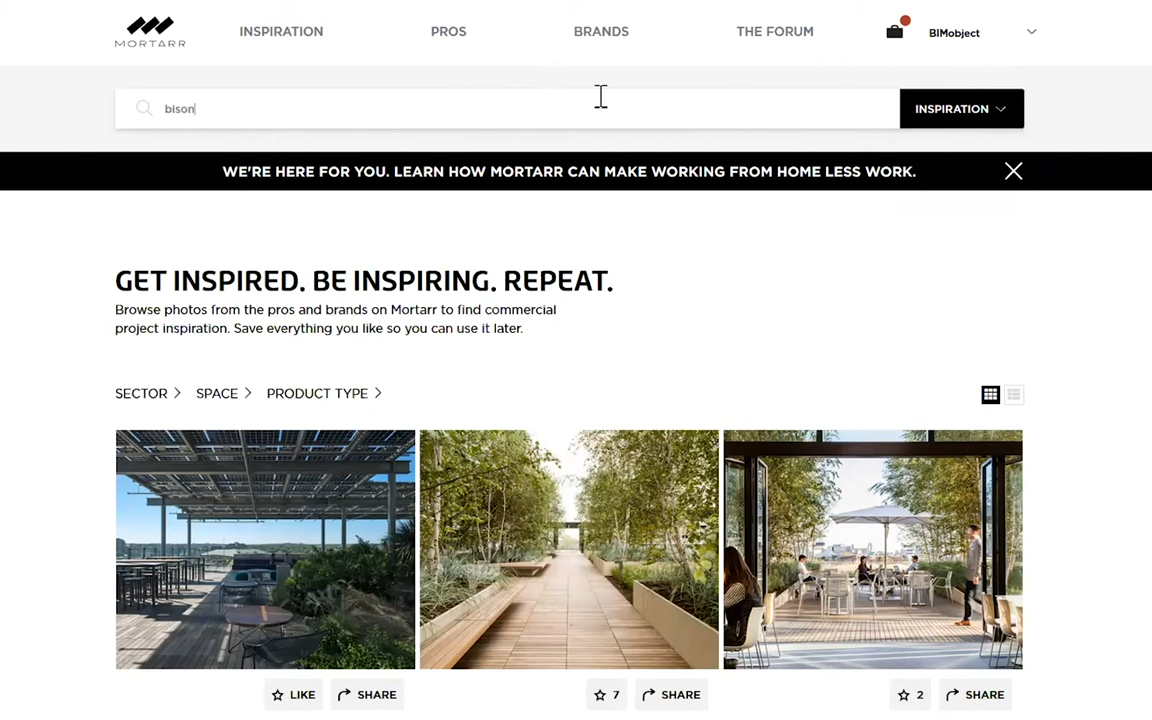 MORTARR
INSPIRATION
PROS
BRANDS
THE FORUM
BIMobject
bison
INSPIRATION
WE'RE HERE FOR YOU. LEARN HOW MORTARR CAN MAKE WORKING FROM HOME LESS WORK.
GET INSPIRED. BE INSPIRING. REPEAT.
Browse photos from the pros and brands on Mortarr to find commercial
project inspiration. Save everything you like so you can use it later.
SECTOR
SPACE
PRODUCT TYPE
LIKE
SHARE
7
SHARE
2
SHARE